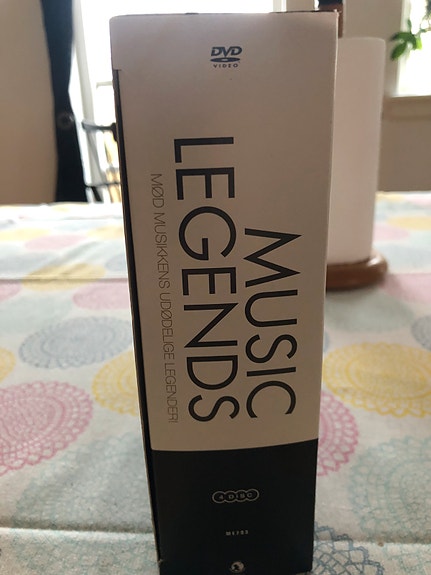 DVD
VIDEO
MUSIC
LEGENDS
MØD MUSIKKENS UDØDELIGE LEGENDER!
4 DISC